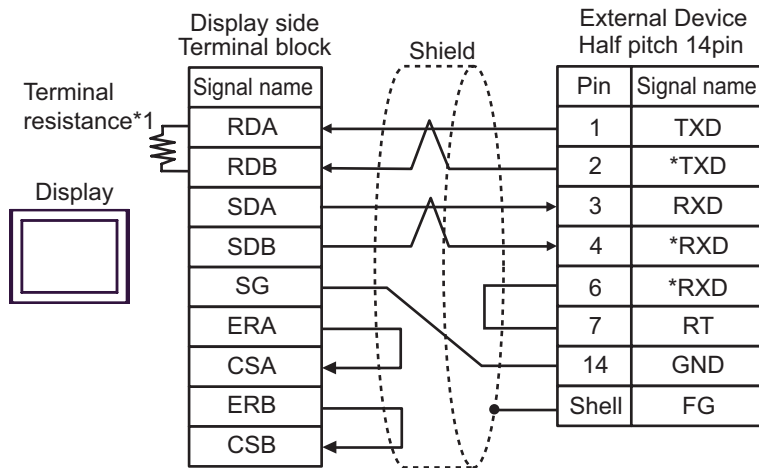 Display side
Terminal block
Shield
External Device
Half pitch 14pin
Terminal
resistance*1
Display
Signal name
RDA
RDB
SDA
SDB
SG
ERA
CSA
ERB
CSB
Pin Signal name
1 TXD
2 *TXD
3 RXD
4 *RXD
6 *RXD
7 RT
14 GND
Shell FG